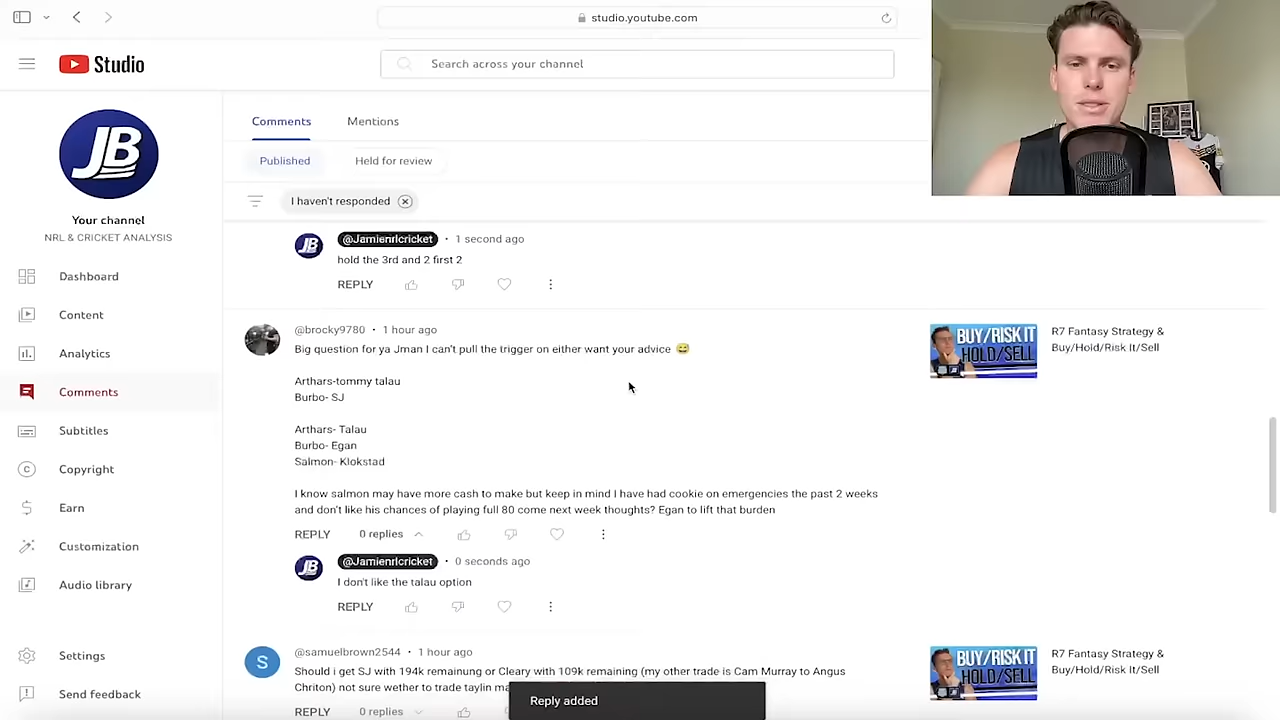 studio.youtube.com
Studio
Search across your channel
JB
Your channel
NRL & CRICKET ANALYSIS
Dashboard
Content
Analytics
Comments
Subtitles
Copyright
Earn
Customization
Audio library
Settings
Send feedback
Comments
Mentions
Published
Held for review
I haven't responded
JB
@Jamienrlcricket • 1 second ago
hold the 3rd and 2 first 2
REPLY
@brocky9780 • 1 hour ago
Big question for ya Jman I can't pull the trigger on either want your advice 😅
Arthars-tommy talau
Burbo- SJ
Arthars- Talau
Burbo- Egan
Salmon- Klokstad
I know salmon may have more cash to make but keep in mind I have had cookie on emergencies the past 2 weeks
and don't like his chances of playing full 80 come next week thoughts? Egan to lift that burden
REPLY 0 replies
BUY/RISK IT
HOLD/SELL
R7 Fantasy Strategy &
Buy/Hold/Risk It/Sell
JB
@Jamienrlcricket • 0 seconds ago
I don't like the talau option
REPLY
S
@samuelbrown2544 • 1 hour ago
Should i get SJ with 194k remainung or Cleary with 109k remaining (my other trade is Cam Murray to Angus
Chriton) not sure wether to trade taylin
REPLY 0 replies
BUY/RISK IT
HOLD/SELL
R7 Fantasy Strategy &
Buy/Hold/Risk It/Sell
Reply added